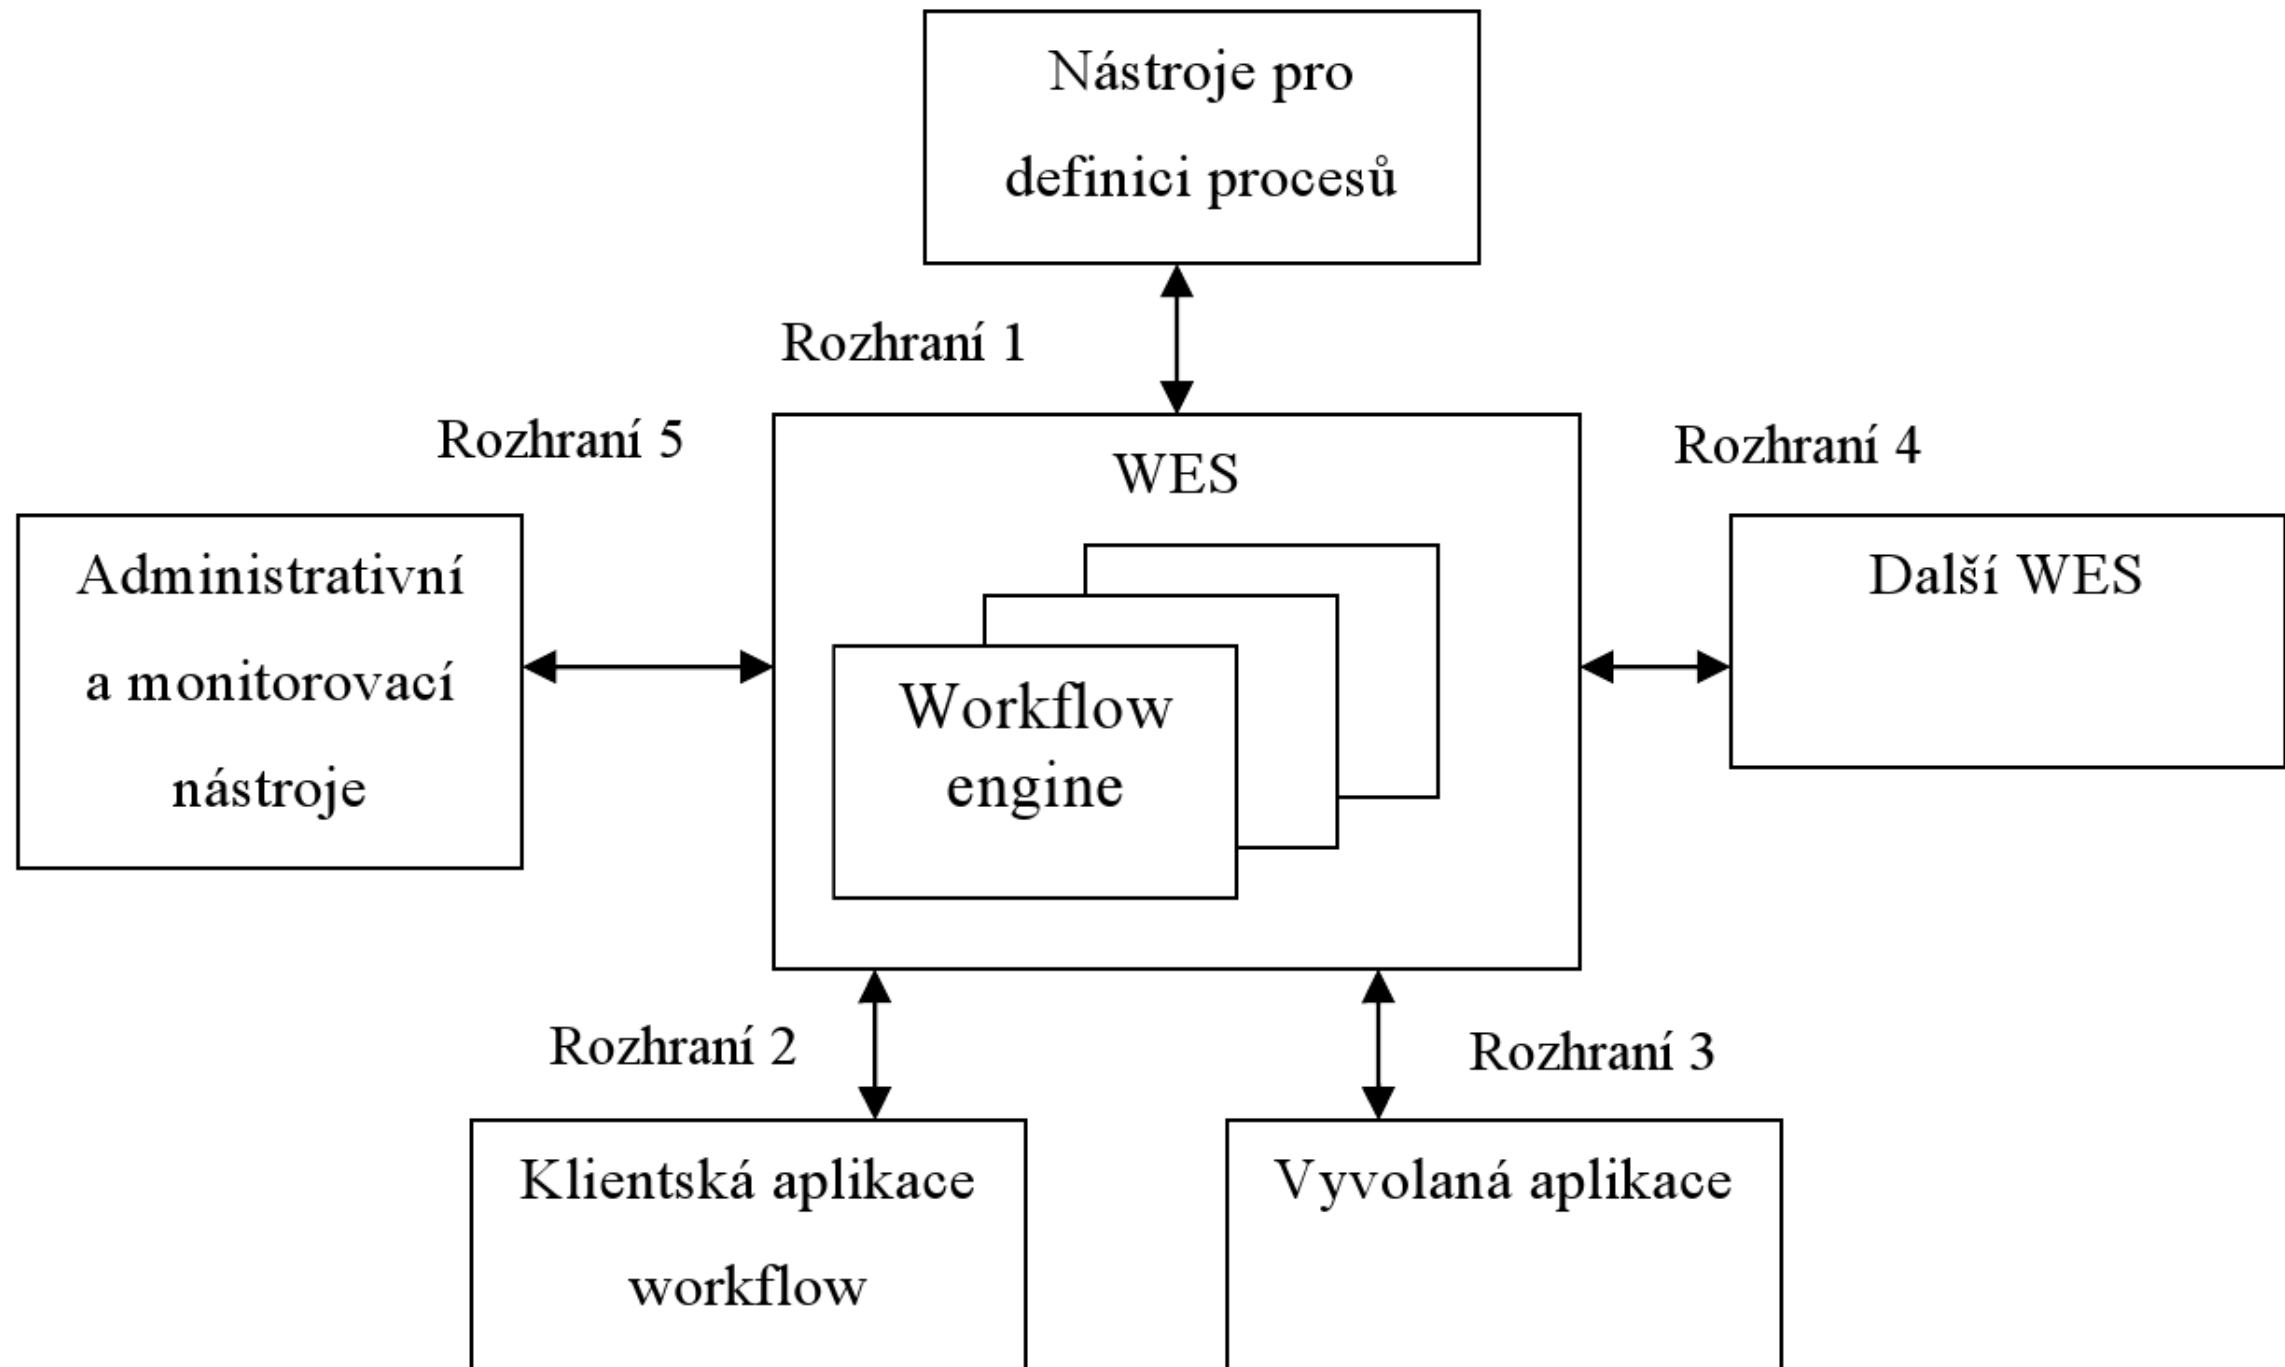 Nástroje pro
definici procesů
Rozhraní 1
Rozhraní 5
WES
Rozhraní 4
Administrativní
a monitorovací
nástroje
Workflow
engine
Další WES
Rozhraní 2
Rozhraní 3
Klientská aplikace
workflow
Vyvolaná aplikace